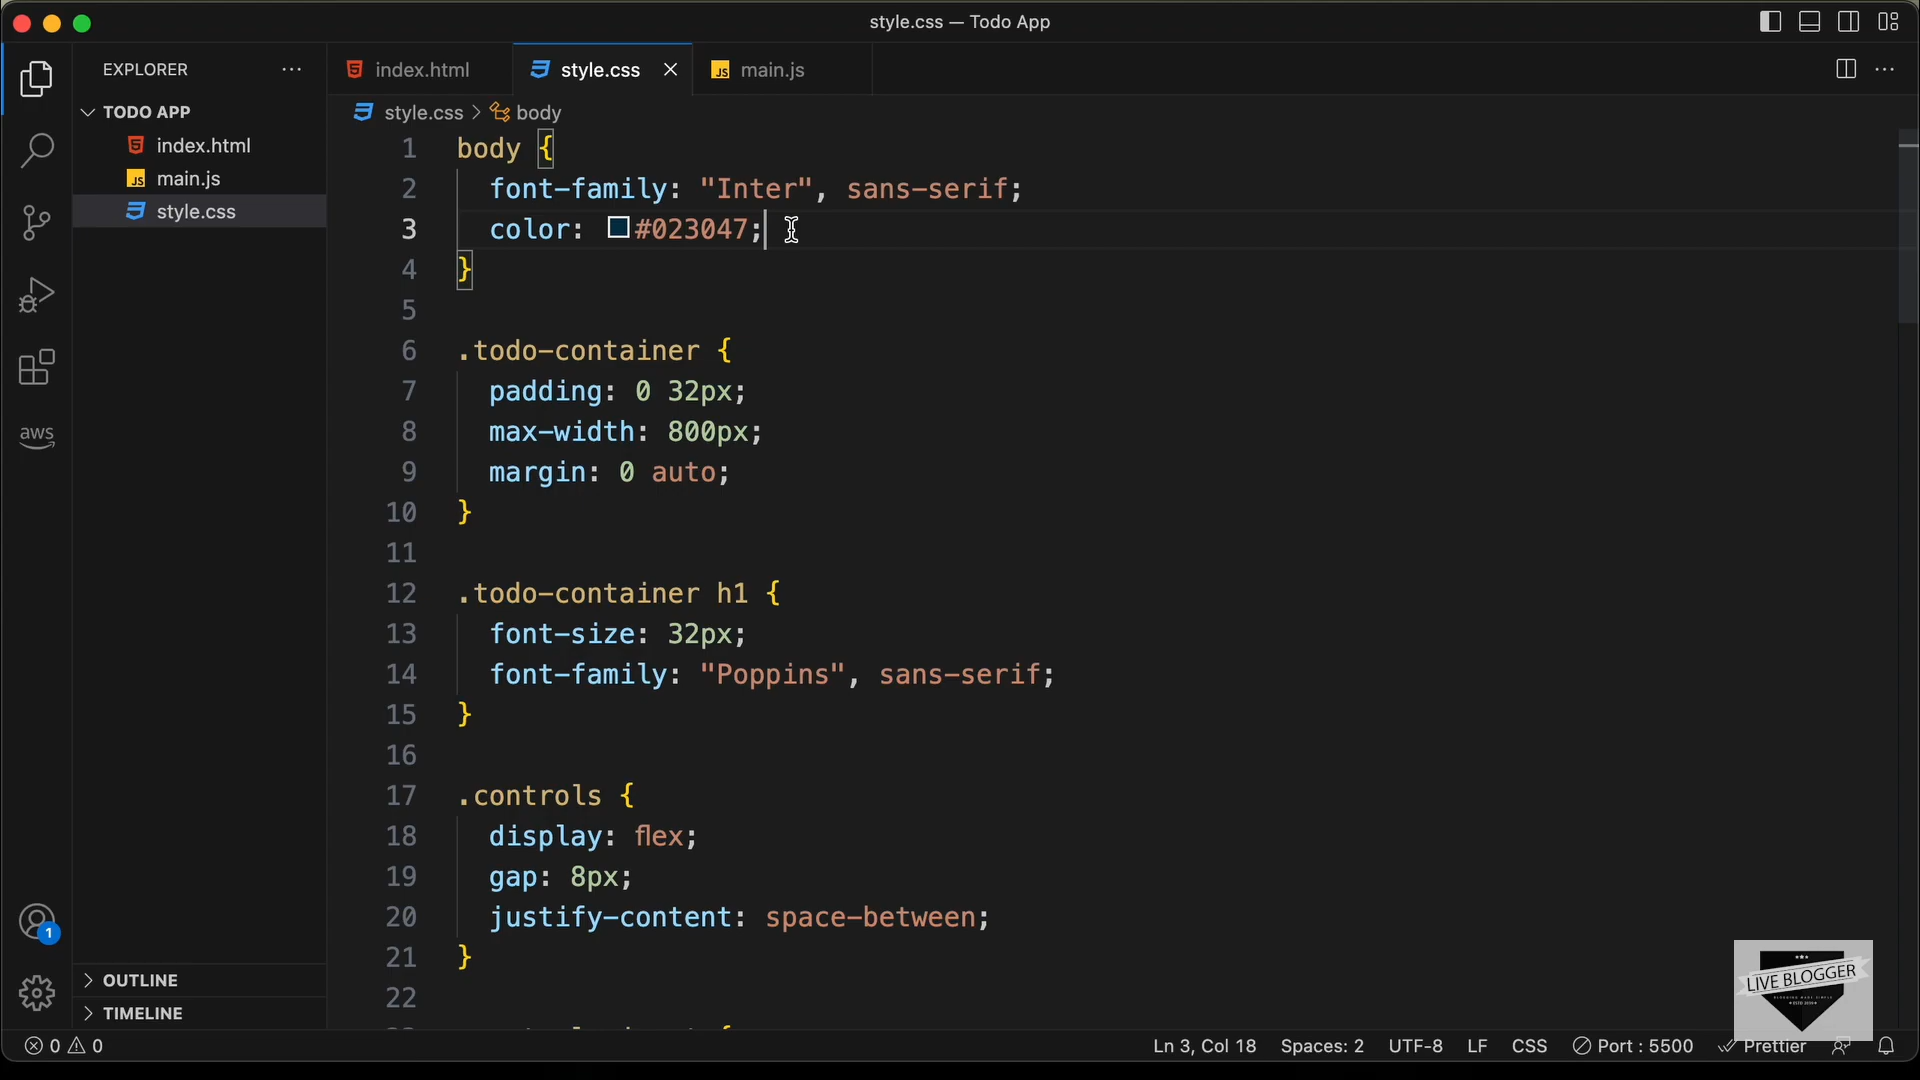 style.css — Todo App
EXPLORER
index.html
style.css
main.js
TODO APP
index.html
main.js
style.css
style.css > body
1 body {
2 font-family: "Inter", sans-serif;
3 color: #023047;
4 }
5
6 .todo-container {
7 padding: 0 32px;
8 max-width: 800px;
9 margin: 0 auto;
10 }
11
12 .todo-container h1 {
13 font-size: 32px;
14 font-family: "Poppins", sans-serif;
15 }
16
17 .controls {
18 display: flex;
19 gap: 8px;
20 justify-content: space-between;
21 }
22
aws
1
OUTLINE
TIMELINE
LIVE BLOGGER
0 0
Ln 3, Col 18
Spaces: 2
UTF-8
LF
CSS
Port : 5500
Prettier